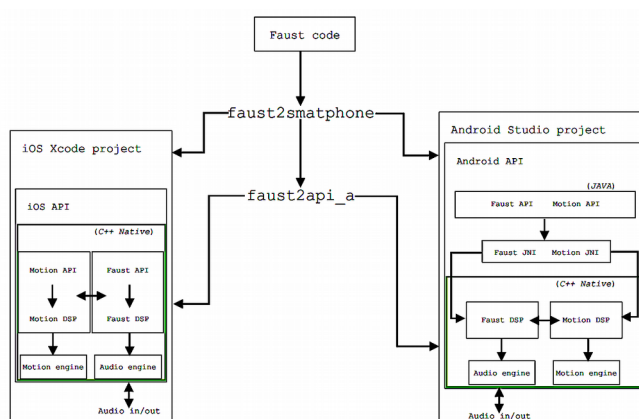 Faust code
faust2smatphone
iOS Xcode project
Android Studio project
Android API
(JAVA)
Faust API Motion API
faust2api_a
iOS API
(C++ Native)
Faust JNI Motion JNI
Motion API Faust API
(C++ Native)
Motion DSP Faust DSP
Faust DSP Motion DSP
Motion engine Audio engine
Audio engine Motion engine
Audio in/out
Audio in/out